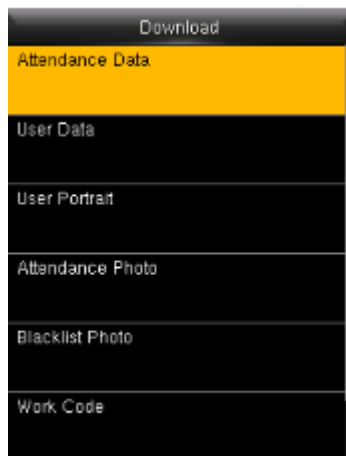 Download
Attendance Data
User Data
User Portrait
Attendance Photo
Blacklist Photo
Work Code